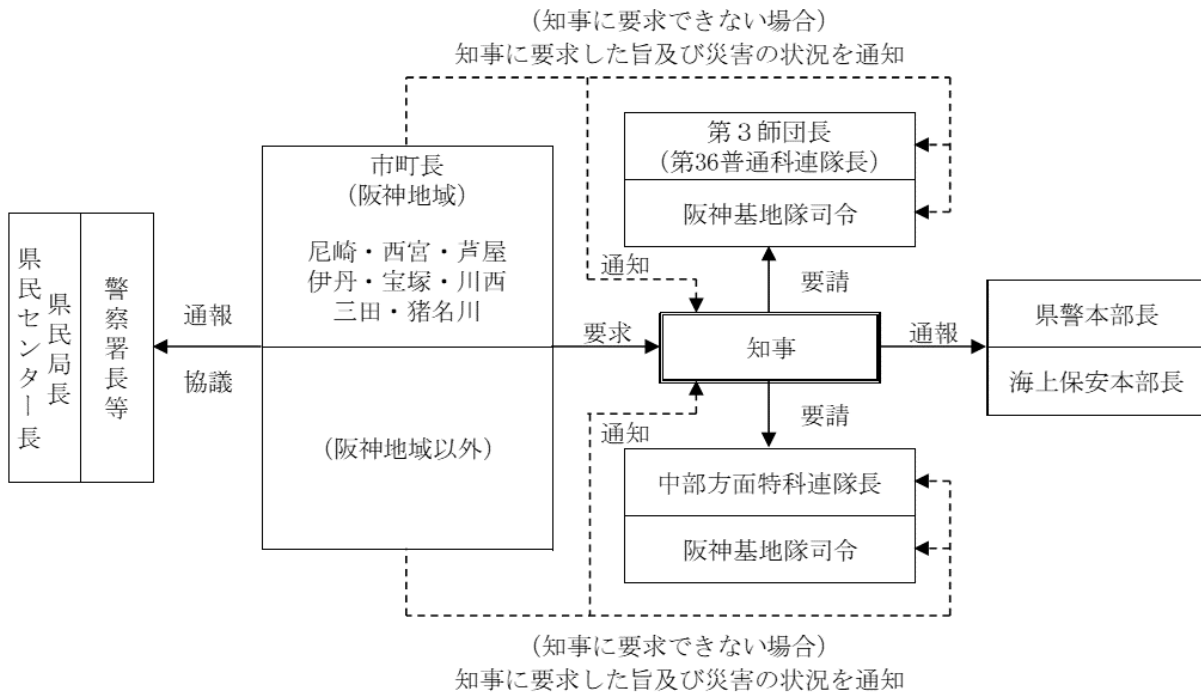 （知事に要求できない場合）
知事に要求した旨及び災害の状況を通知
市町長
（阪神地域）
尼崎・西宮・芦屋
伊丹・宝塚・川西
三田・猪名川
（阪神地域以外）
県民局長
県民センター長
警察署長等
通報
協議
要求
通知
要請
第３師団長
（第36普通科連隊長）
阪神基地隊司令
知事
通報
県警本部長
海上保安本部長
通知
要請
中部方面特科連隊長
阪神基地隊司令
（知事に要求できない場合）
知事に要求した旨及び災害の状況を通知